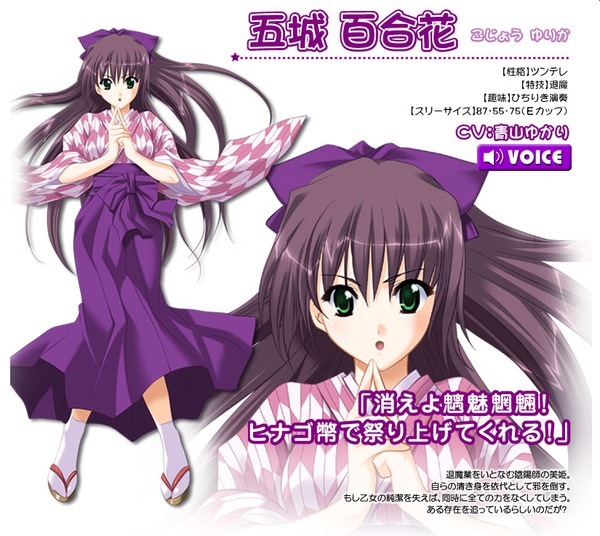 五城 百合花 ごじょう ゆりか
【性格】ツンテレ
【特技】退魔
【趣味】ひちりき演奏
【スリーサイズ】87・55・75(Eカップ)
CV:青山ゆかり
VOICE
「消えよ魑魅魍魎!
ヒナゴ幣で祭り上げてくれる!」
退魔業をいとなむ陰陽師の美姫。
自らの清き身を依代として邪を倒す。
もし乙女の純潔を失えば、同時に全ての力をなくしてしまう。
ある存在を追っているらしいのだが?